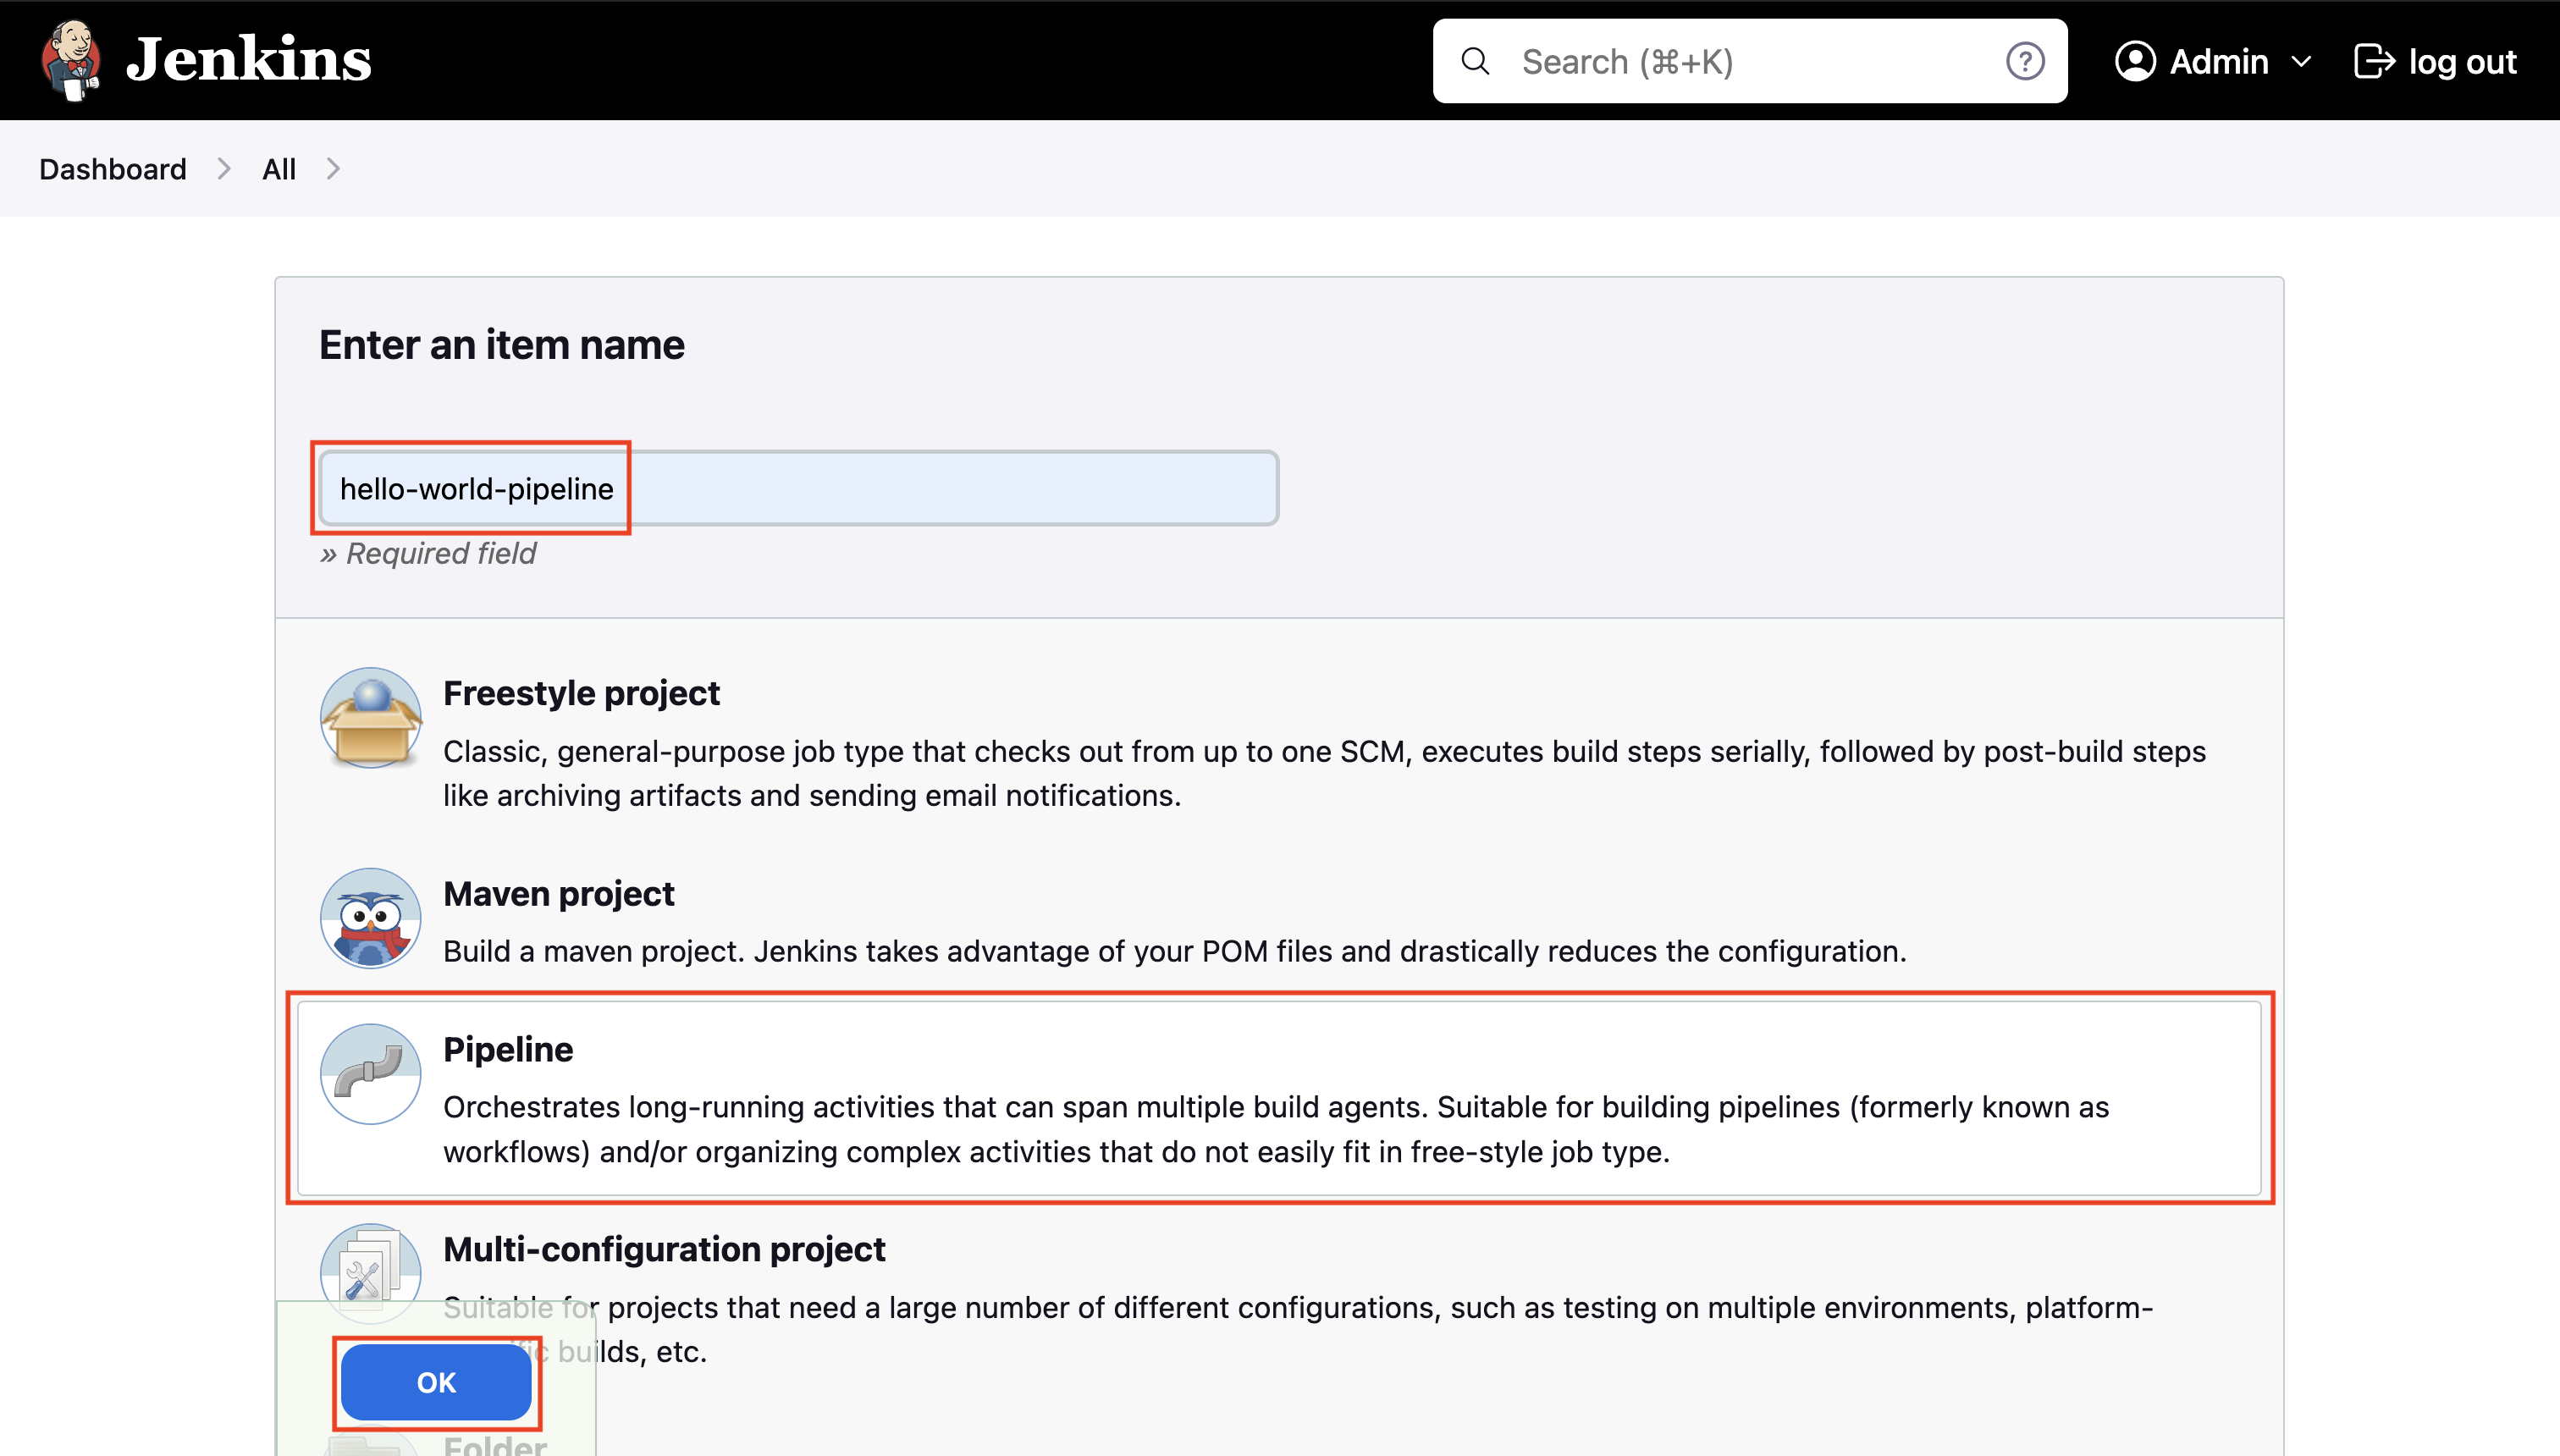 Jenkins
Search (⌘+K)
Admin
log out
Dashboard
All
Enter an item name
hello-world-pipeline
» Required field
Freestyle project
Classic, general-purpose job type that checks out from up to one SCM, executes build steps serially, followed by post-build steps
like archiving artifacts and sending email notifications.
Maven project
Build a maven project. Jenkins takes advantage of your POM files and drastically reduces the configuration.
Pipeline
Orchestrates long-running activities that can span multiple build agents. Suitable for building pipelines (formerly known as
workflows) and/or organizing complex activities that do not easily fit in free-style job type.
Multi-configuration project
Suitable for projects that need a large number of different configurations, such as testing on multiple environments, platform-
builds, etc.
OK
Folder